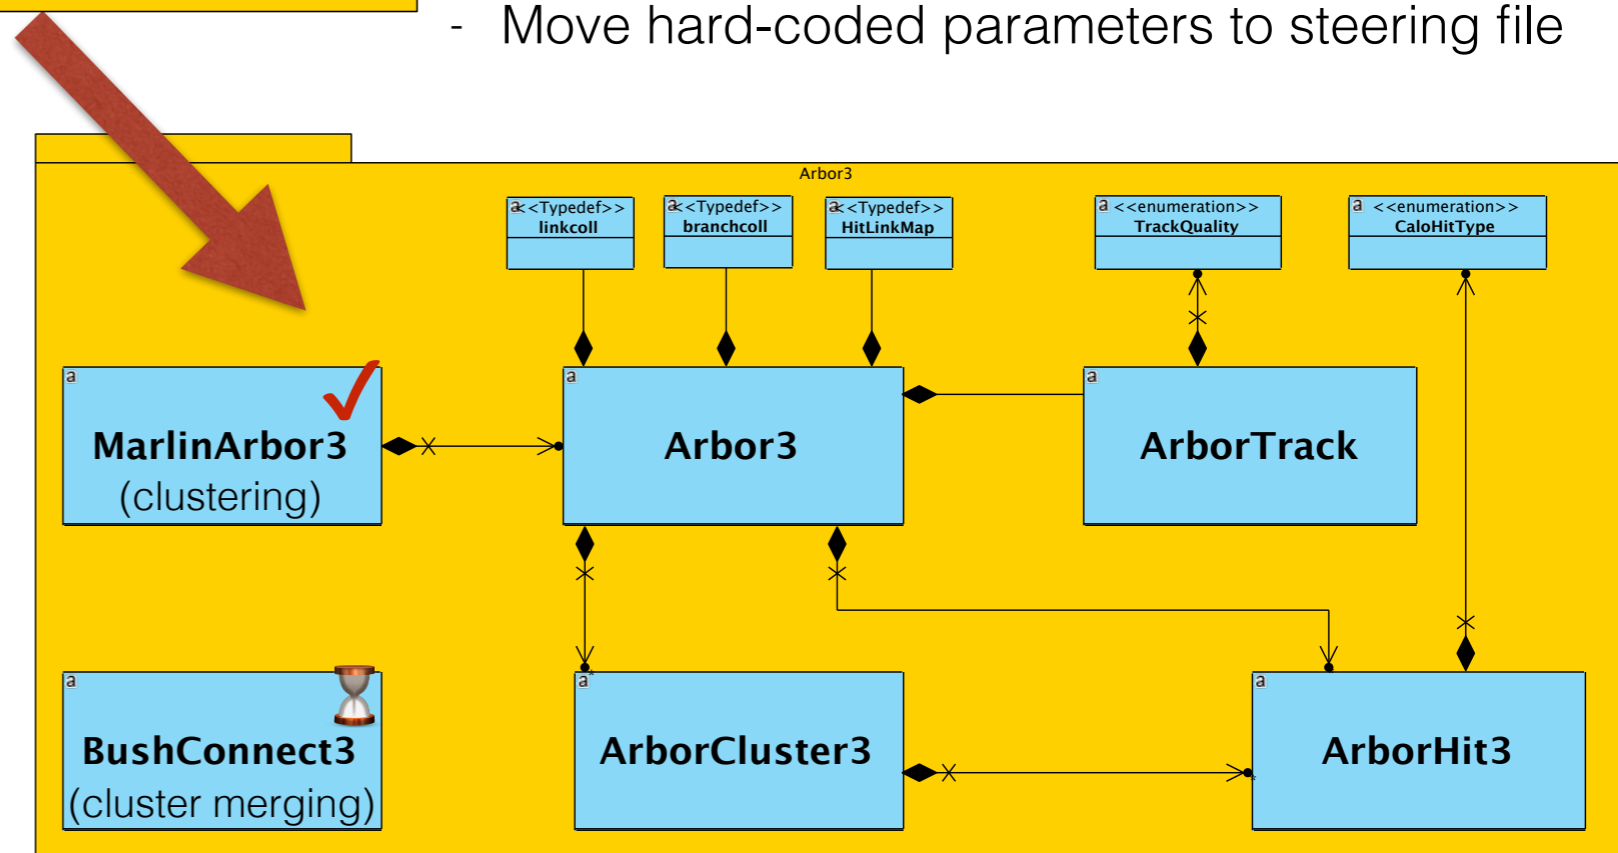 - Move hard-coded parameters to steering file
Arbor3
a <<Typedef>>
linkcoll
a <<Typedef>>
branchcoll
a <<Typedef>>
HitLinkMap
a <<enumeration>>
TrackQuality
a <<enumeration>>
CaloHitType
a
MarlinArbor3
(clustering)
a
Arbor3
a
ArborTrack
a
BushConnect3
(cluster merging)
a
*
ArborCluster3
a
ArborHit3
*